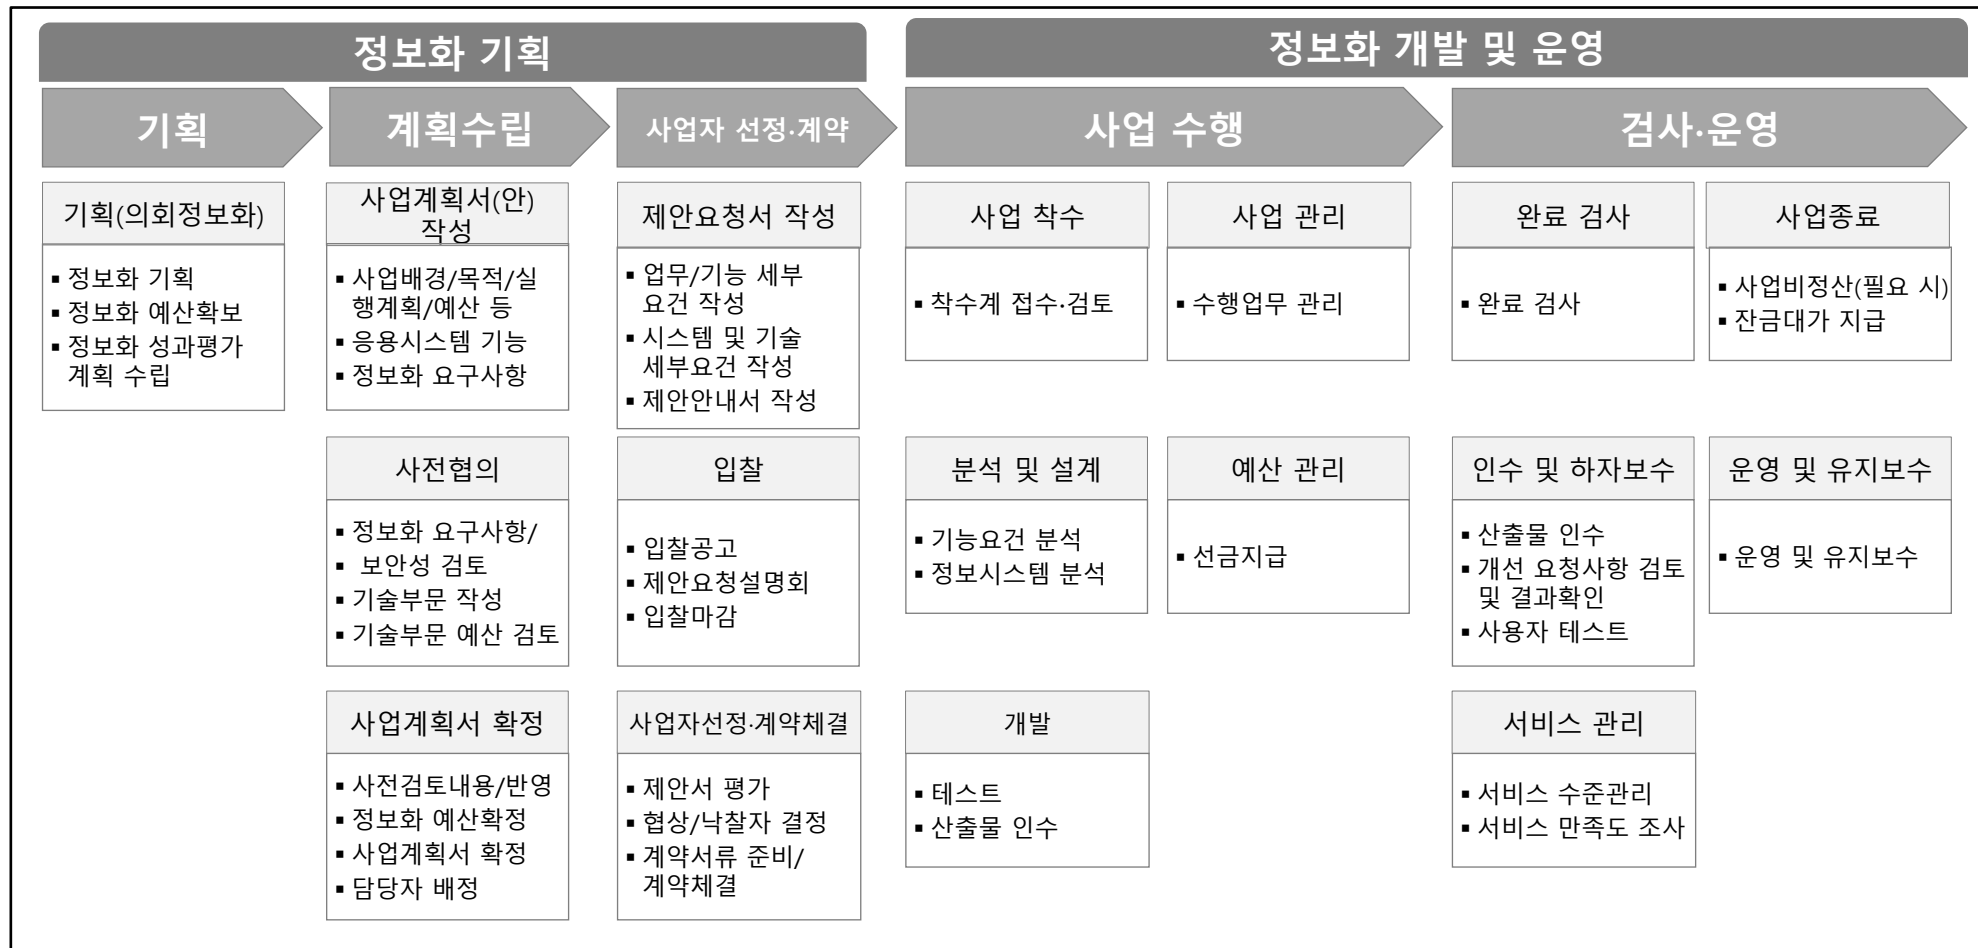 정보화 기획
정보화 개발 및 운영
기획
계획수립
사업자 선정·계약
사업 수행
검사·운영
기획(의회정보화)
▪ 정보화 기획
▪ 정보화 예산확보
▪ 정보화 성과평가
계획 수립
사업계획서(안)
작성
▪ 사업배경/목적/실
행계획/예산 등
▪ 응용시스템 기능
▪ 정보화 요구사항
제안요청서 작성
▪ 업무/기능 세부
요건 작성
▪ 시스템 및 기술
세부요건 작성
▪ 제안안내서 작성
사업 착수
▪ 착수계 접수·검토
사업 관리
▪ 수행업무 관리
완료 검사
▪ 완료 검사
사업종료
▪ 사업비정산(필요 시)
▪ 잔금대가 지급
사전협의
▪ 정보화 요구사항/
▪ 보안성 검토
▪ 기술부문 작성
▪ 기술부문 예산 검토
입찰
▪ 입찰공고
▪ 제안요청설명회
▪ 입찰마감
분석 및 설계
▪ 기능요건 분석
▪ 정보시스템 분석
예산 관리
▪ 선금지급
인수 및 하자보수
▪ 산출물 인수
▪ 개선 요청사항 검토
및 결과확인
▪ 사용자 테스트
운영 및 유지보수
▪ 운영 및 유지보수
사업계획서 확정
▪ 사전검토내용/반영
▪ 정보화 예산확정
▪ 사업계획서 확정
▪ 담당자 배정
사업자선정·계약체결
▪ 제안서 평가
▪ 협상/낙찰자 결정
▪ 계약서류 준비/
계약체결
개발
▪ 테스트
▪ 산출물 인수
서비스 관리
▪ 서비스 수준관리
▪ 서비스 만족도 조사